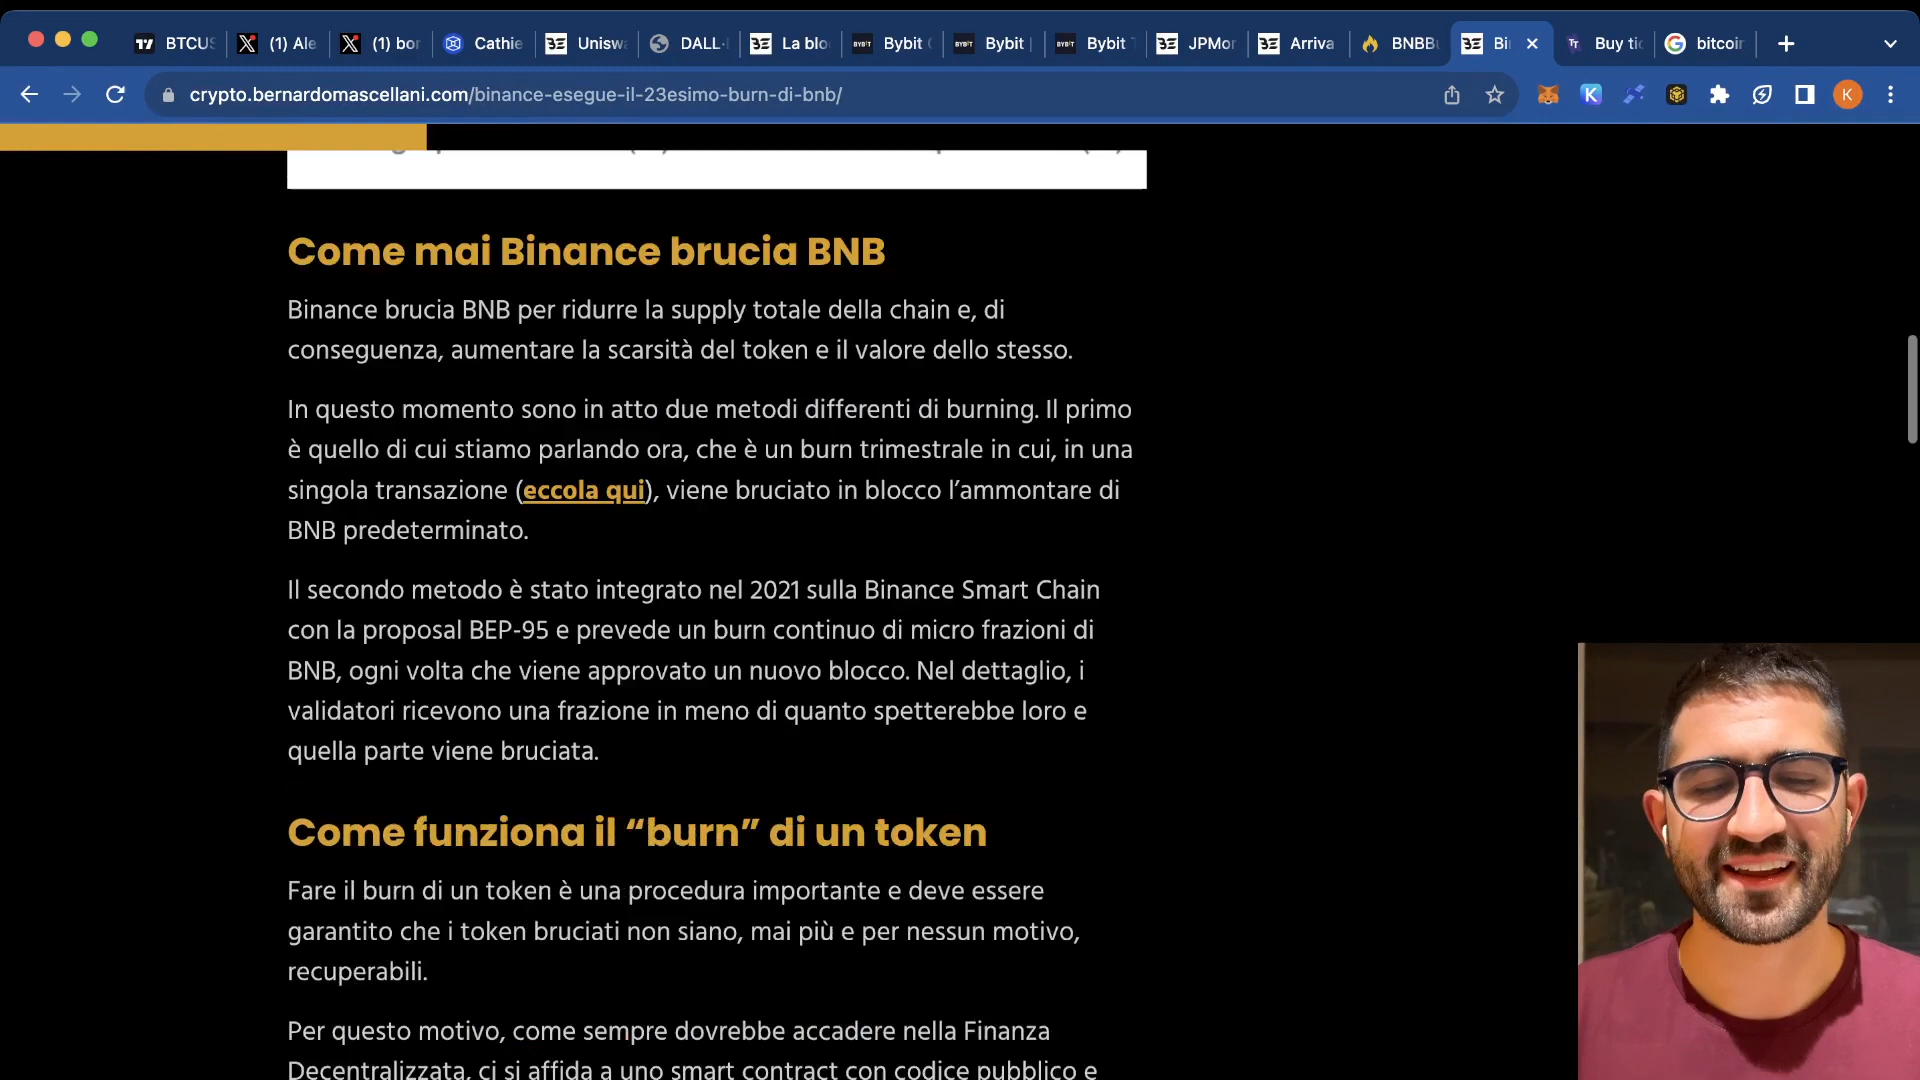 BTCUS
(1) Ale
(1) bor
Cathie
Unisw
DALL·
La blo
BYBIT
Bybit
BYBIT
Bybit
BYBIT
Bybit
JPMor
Arriva
BNBB
Bi
Buy tic
bitcoin
crypto.bernardomascellani.com/binance-esegue-il-23esimo-burn-di-bnb/
K
K
Come mai Binance brucia BNB
Binance brucia BNB per ridurre la supply totale della chain e, di
conseguenza, aumentare la scarsità del token e il valore dello stesso.
In questo momento sono in atto due metodi differenti di burning. Il primo
è quello di cui stiamo parlando ora, che è un burn trimestrale in cui, in una
singola transazione (eccola qui), viene bruciato in blocco l’ammontare di
BNB predeterminato.
Il secondo metodo è stato integrato nel 2021 sulla Binance Smart Chain
con la proposal BEP-95 e prevede un burn continuo di micro frazioni di
BNB, ogni volta che viene approvato un nuovo blocco. Nel dettaglio, i
validatori ricevono una frazione in meno di quanto spetterebbe loro e
quella parte viene bruciata.
Come funziona il “burn” di un token
Fare il burn di un token è una procedura importante e deve essere
garantito che i token bruciati non siano, mai più e per nessun motivo,
recuperabili.
Per questo motivo, come sempre dovrebbe accadere nella Finanza
Decentralizzata, ci si affida a uno smart contract con codice pubblico e